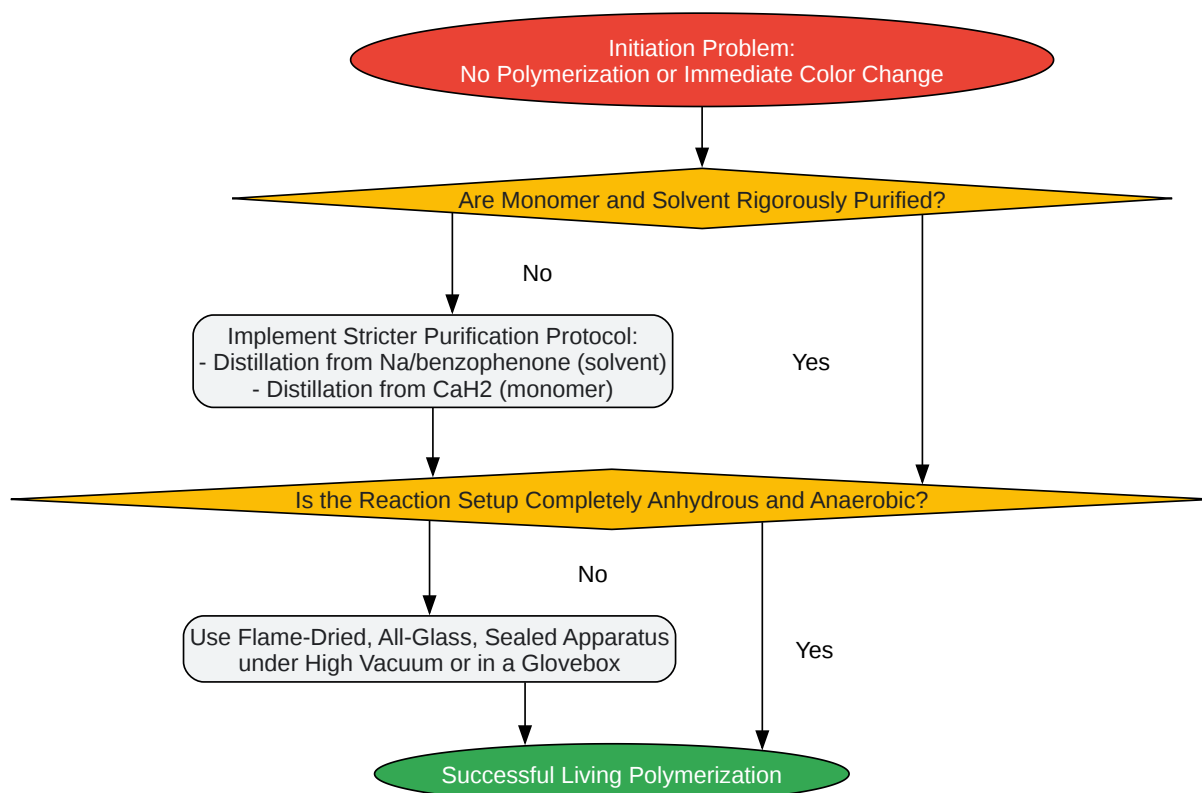 Initiation Problem:
No Polymerization or Immediate Color Change
Are Monomer and Solvent Rigorously Purified?
No
Implement Stricter Purification Protocol:
- Distillation from Na/benzophenone (solvent)
- Distillation from CaH2 (monomer)
Yes
Is the Reaction Setup Completely Anhydrous and Anaerobic?
No
Use Flame-Dried, All-Glass, Sealed Apparatus
under High Vacuum or in a Glovebox
Yes
Successful Living Polymerization